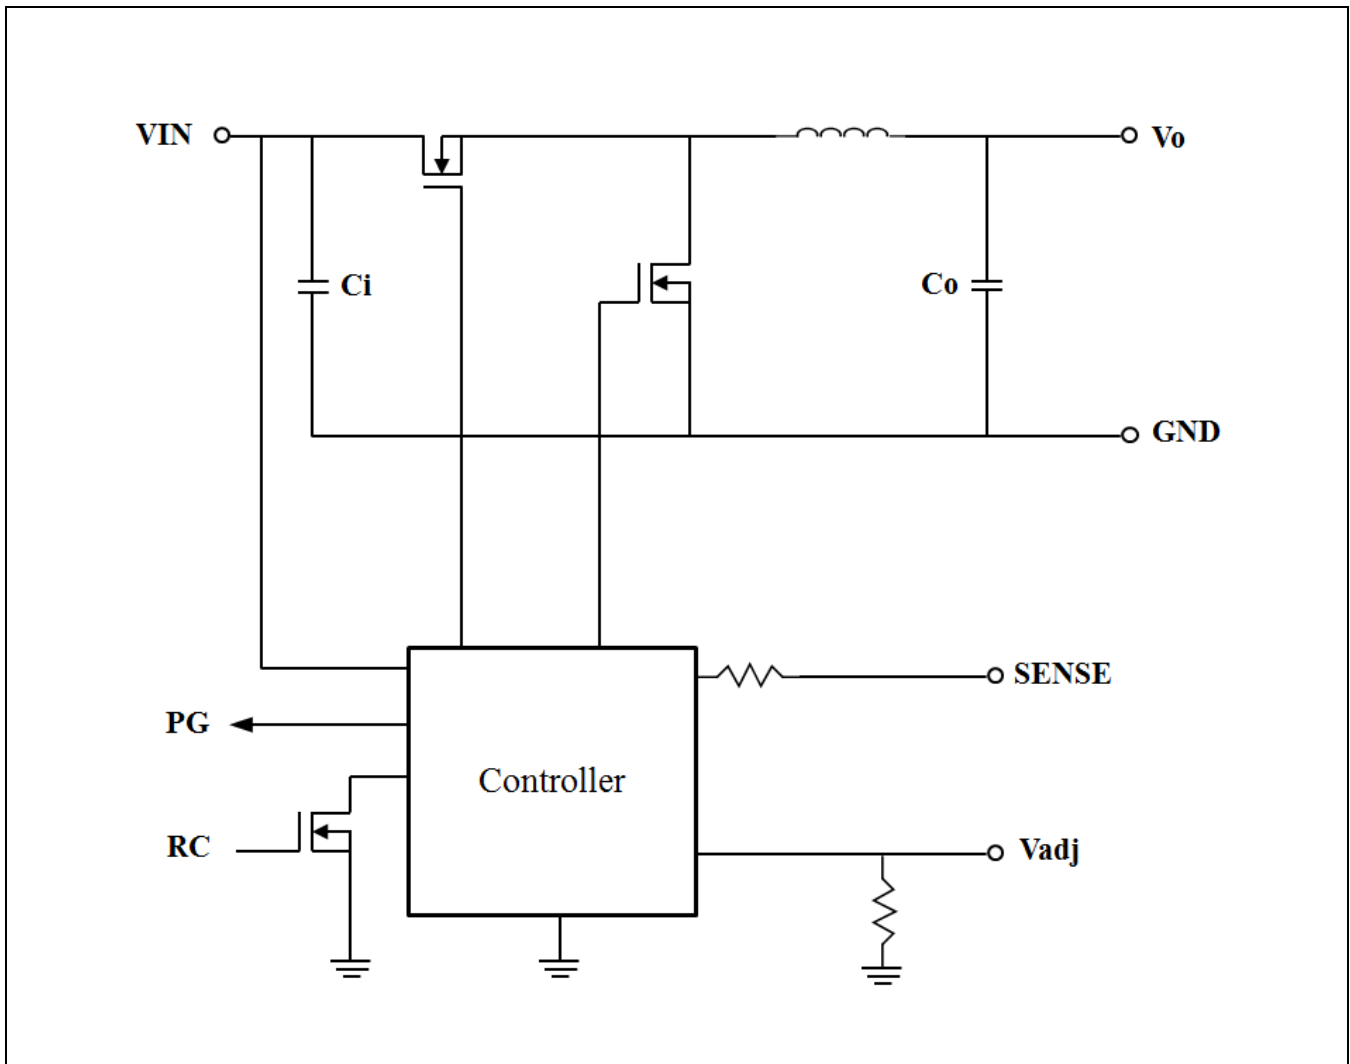 VIN
Vo
Ci
Co
GND
SENSE
PG
Controller
RC
Vadj